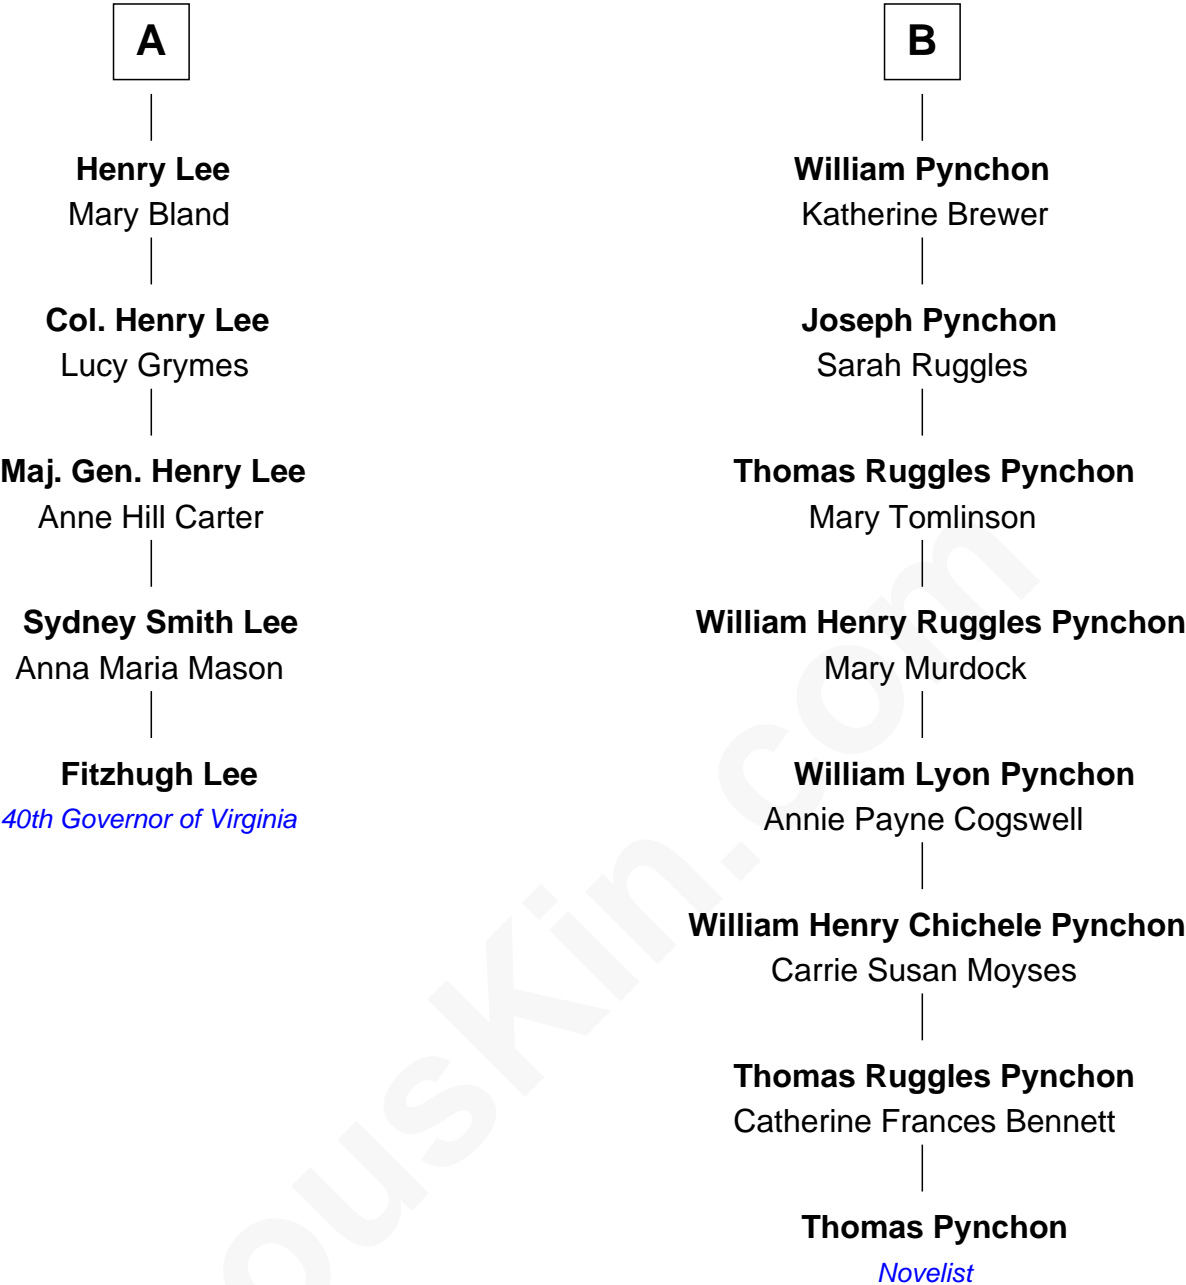 A
Henry Lee
Mary Bland
Col. Henry Lee
Lucy Grymes
Maj. Gen. Henry Lee
Anne Hill Carter
Sydney Smith Lee
Anna Maria Mason
Fitzhugh Lee
40th Governor of Virginia
B
William Pynchon
Katherine Brewer
Joseph Pynchon
Sarah Ruggles
Thomas Ruggles Pynchon
Mary Tomlinson
William Henry Ruggles Pynchon
Mary Murdock
William Lyon Pynchon
Annie Payne Cogswell
William Henry Chichele Pynchon
Carrie Susan Moyses
Thomas Ruggles Pynchon
Catherine Frances Bennett
Thomas Pynchon
Novelist
ousKin.com